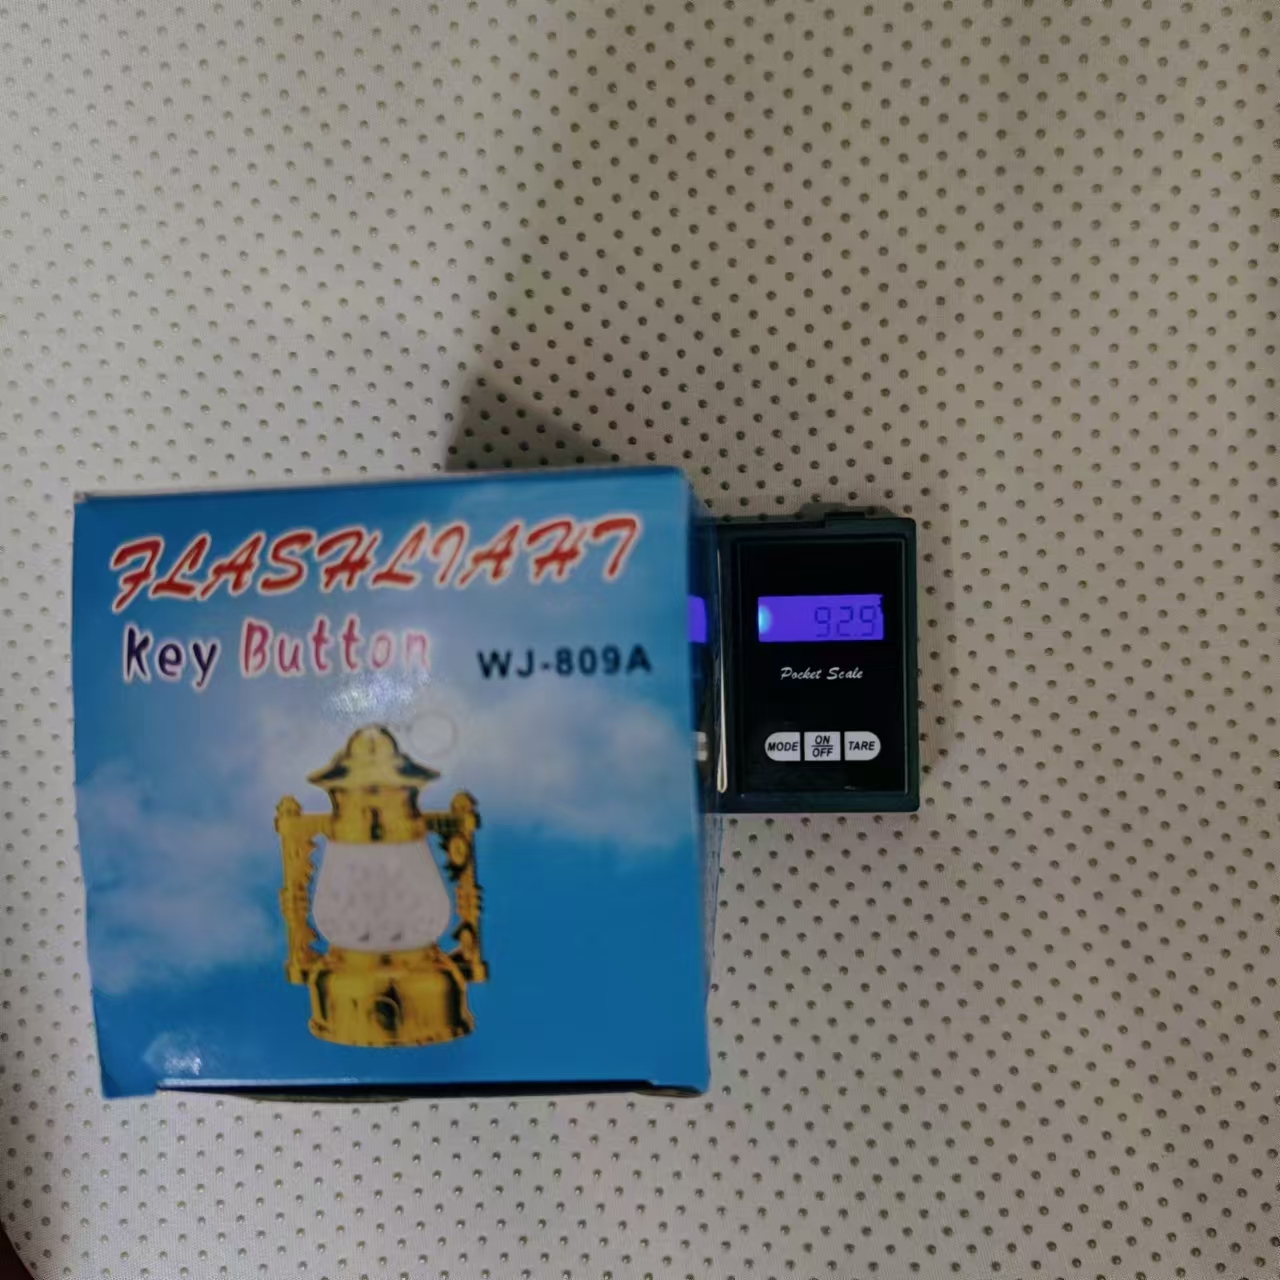 FLASHLIAHT
Key Button
WJ-809A
92.9
Pocket Scale
MODE
ON
OFF
TARE